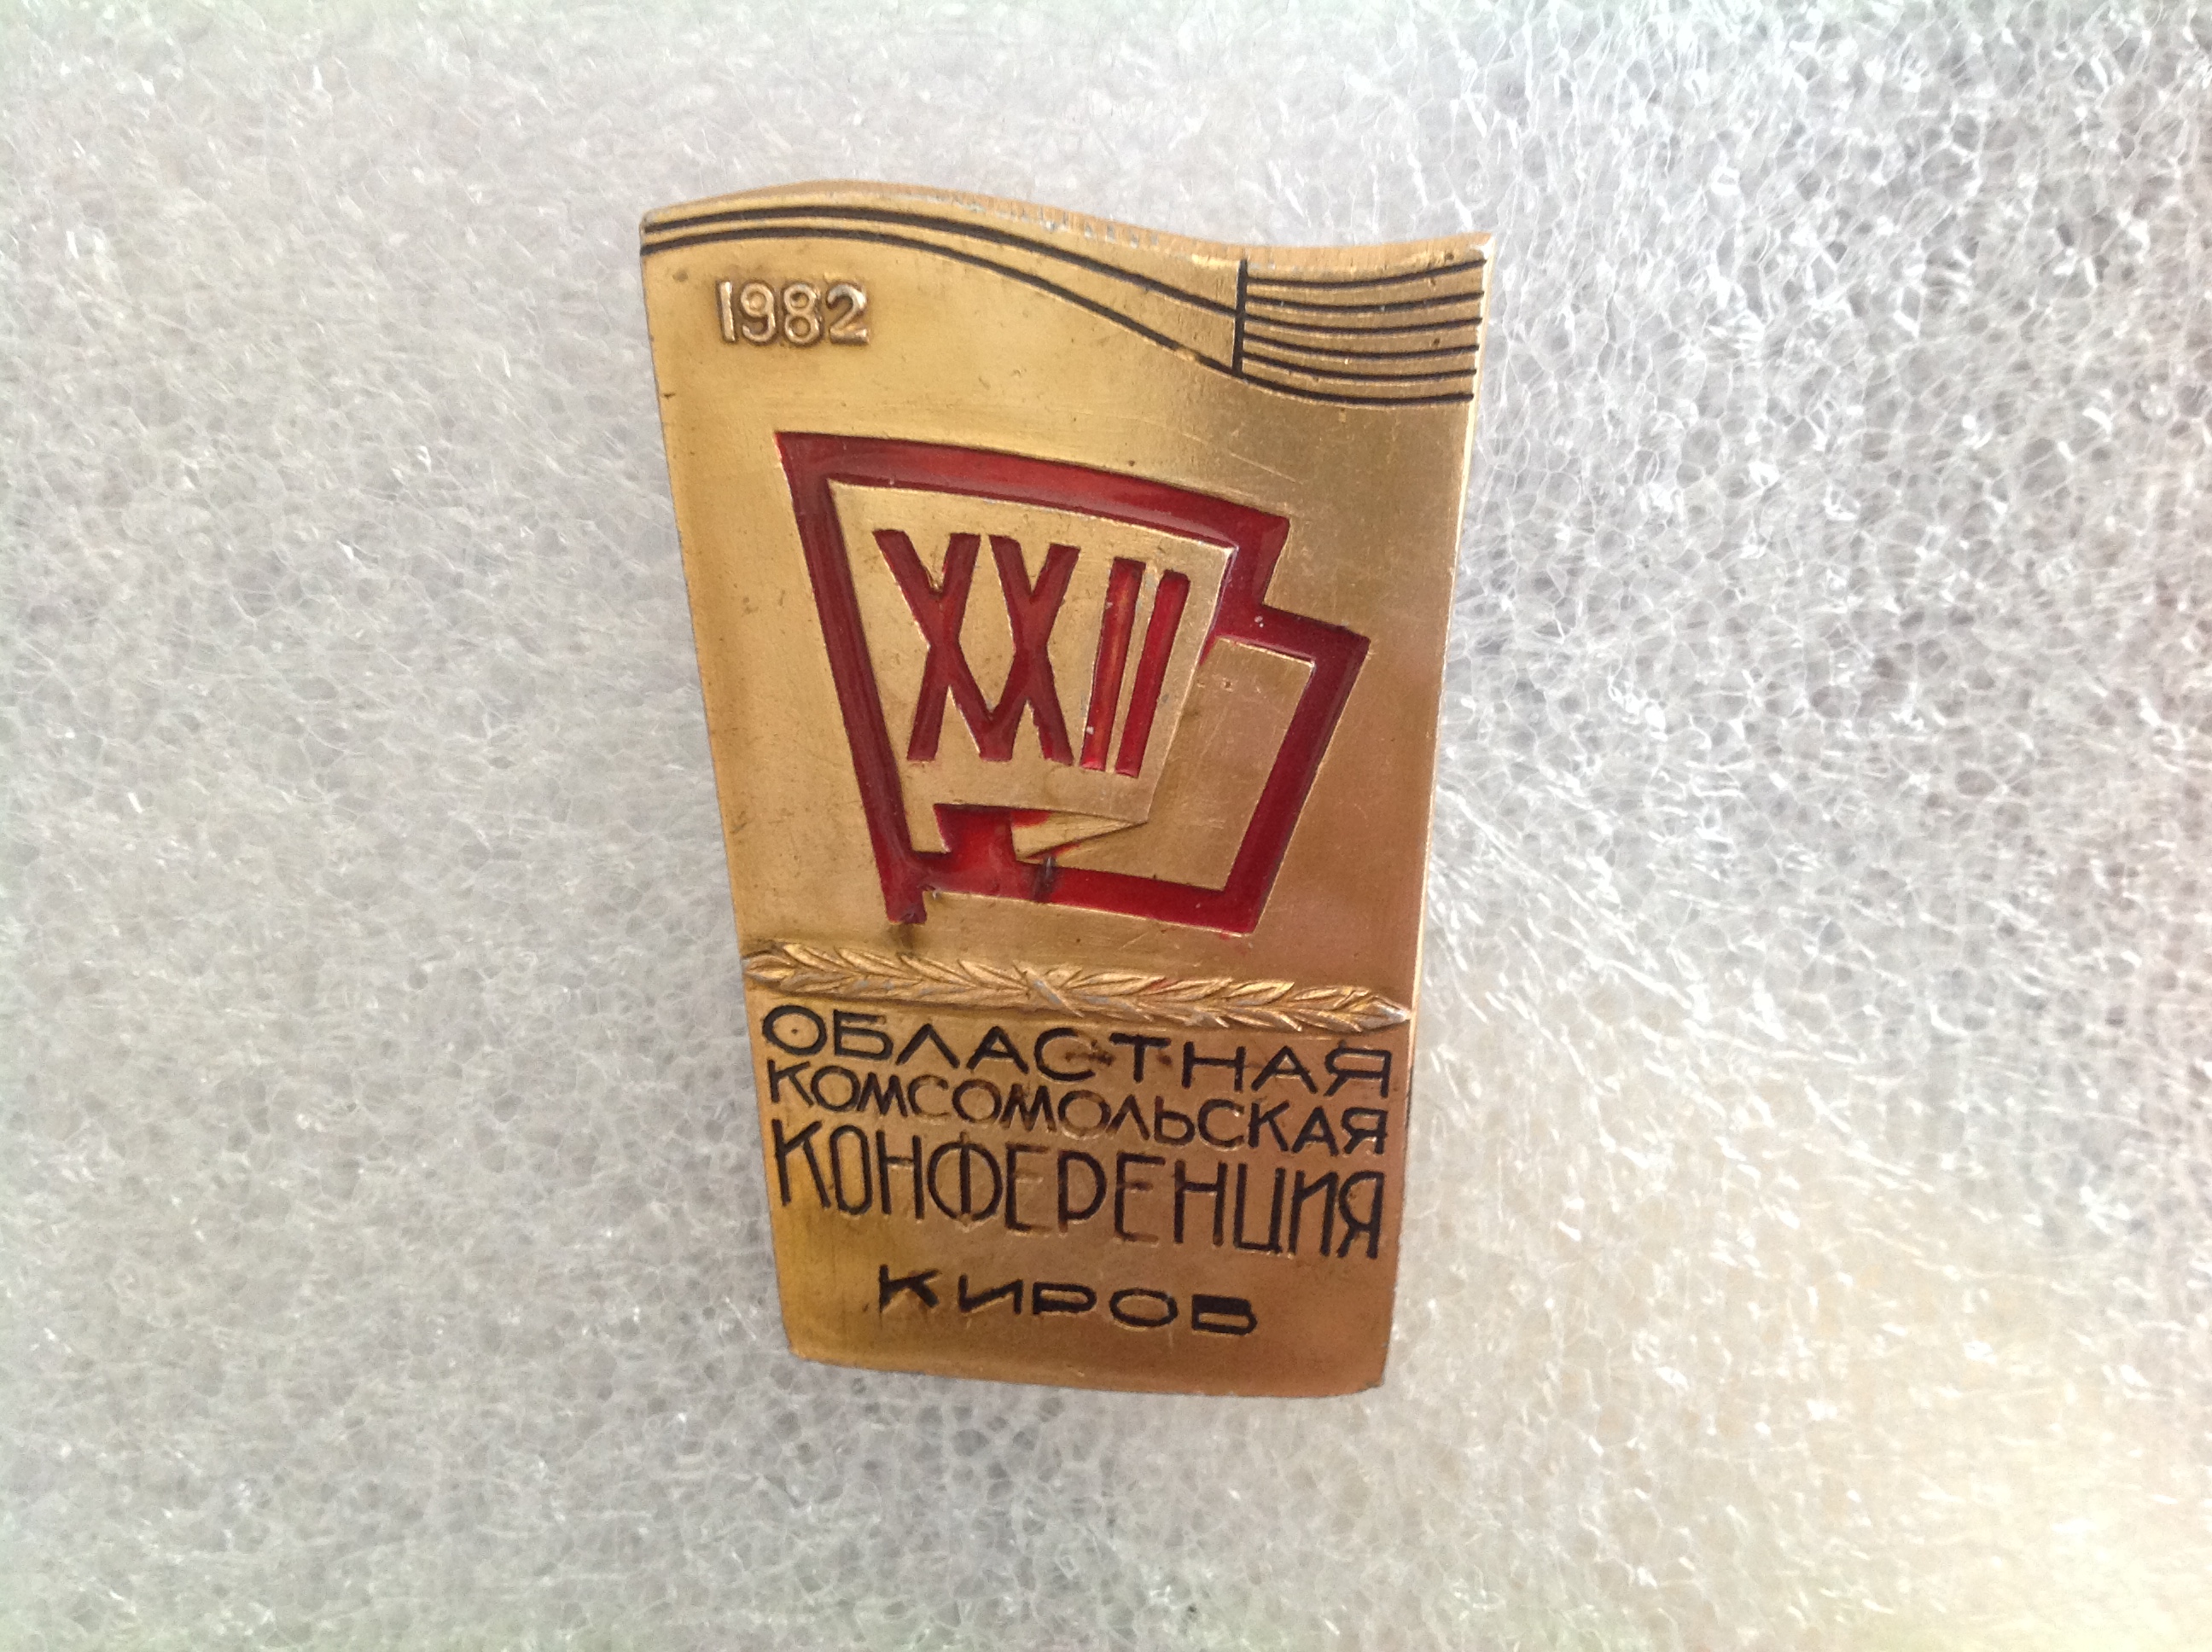 1982
XXII
ОБЛАСТНАЯ
КОМСОМОЛЬСКАЯ
КОНФЕРЕНЦИЯ
КИРОВ